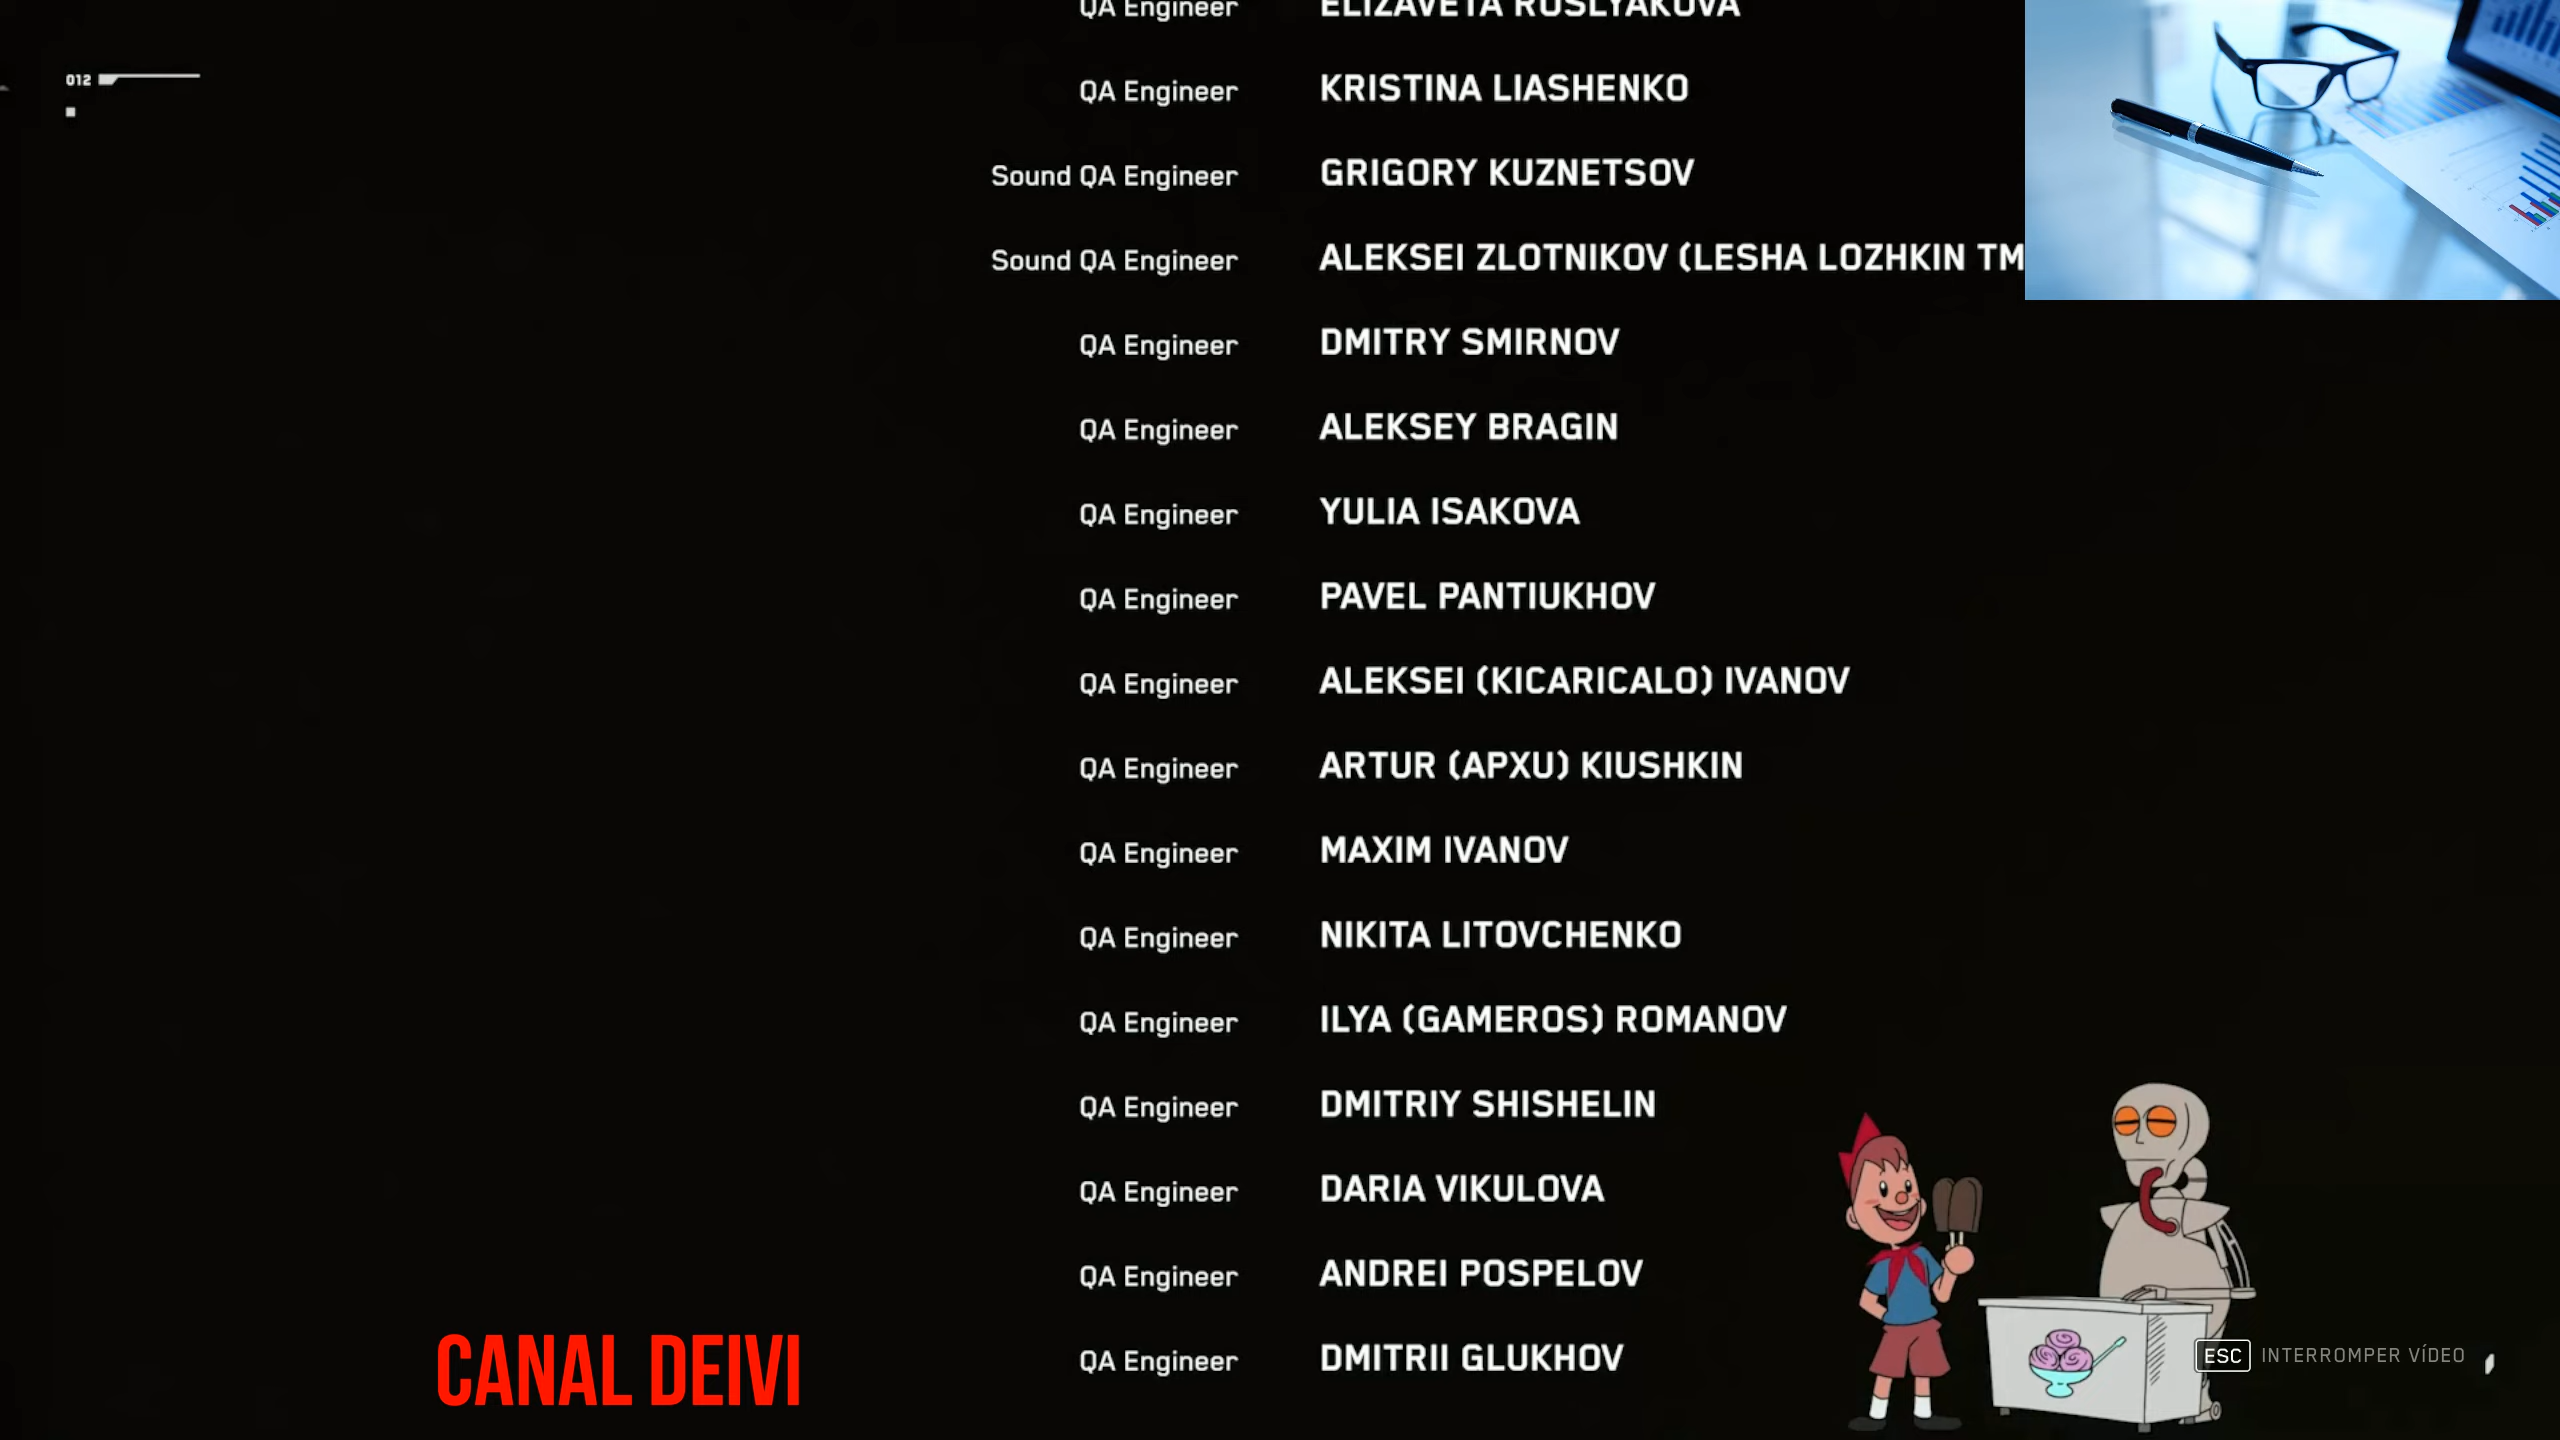 QA Engineer ELIZAVETA ROSLYAKOVA
012
QA Engineer KRISTINA LIASHENKO
Sound QA Engineer GRIGORY KUZNETSOV
Sound QA Engineer ALEKSEI ZLOTNIKOV (LESHA LOZHKIN TM
QA Engineer DMITRY SMIRNOV
QA Engineer ALEKSEY BRAGIN
QA Engineer YULIA ISAKOVA
QA Engineer PAVEL PANTIUKHOV
QA Engineer ALEKSEI (KICARICALO) IVANOV
QA Engineer ARTUR (APXU) KIUSHKIN
QA Engineer MAXIM IVANOV
QA Engineer NIKITA LITOVCHENKO
QA Engineer ILYA (GAMEROS) ROMANOV
QA Engineer DMITRIY SHISHELIN
QA Engineer DARIA VIKULOVA
QA Engineer ANDREI POSPELOV
QA Engineer DMITRII GLUKHOV
CANAL DEIVI
ESC INTERROMPER VÍDEO